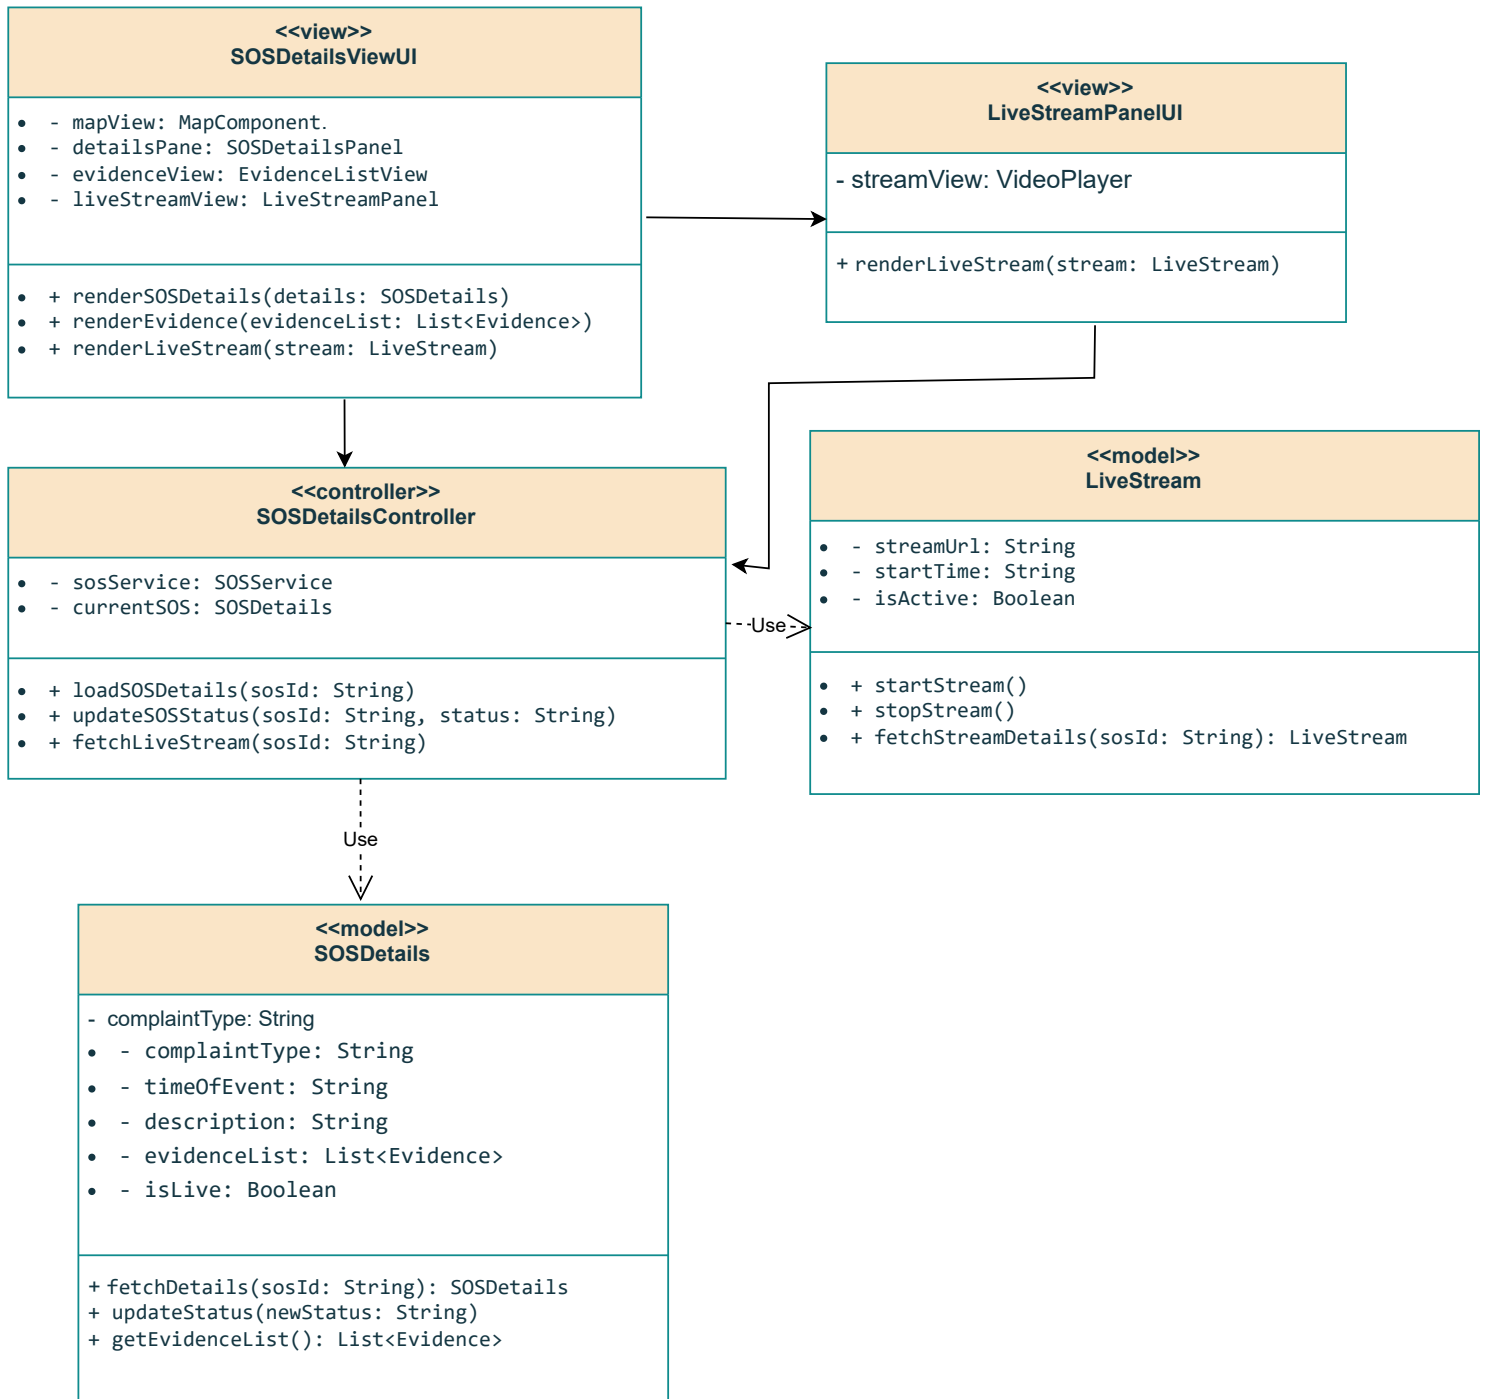 <<view>>
SOSDetailsViewUI
- mapView: MapComponent.
- detailsPane: SOSDetailsPanel
- evidenceView: EvidenceListView
- liveStreamView: LiveStreamPanel
+ renderSOSDetails(details: SOSDetails)
+ renderEvidence(evidenceList: List<Evidence>)
+ renderLiveStream(stream: LiveStream)
<<view>>
LiveStreamPanelUI
- streamView: VideoPlayer
+ renderLiveStream(stream: LiveStream)
<<controller>>
SOSDetailsController
- sosService: SOSService
- currentSOS: SOSDetails
+ loadSOSDetails(sosId: String)
+ updateSOSStatus(sosId: String, status: String)
+ fetchLiveStream(sosId: String)
Use
<<model>>
LiveStream
- streamUrl: String
- startTime: String
- isActive: Boolean
+ startStream()
+ stopStream()
+ fetchStreamDetails(sosId: String): LiveStream
Use
<<model>>
SOSDetails
- complaintType: String
- complaintType: String
- timeOfEvent: String
- description: String
- evidenceList: List<Evidence>
- isLive: Boolean
+ fetchDetails(sosId: String): SOSDetails
+ updateStatus(newStatus: String)
+ getEvidenceList(): List<Evidence>